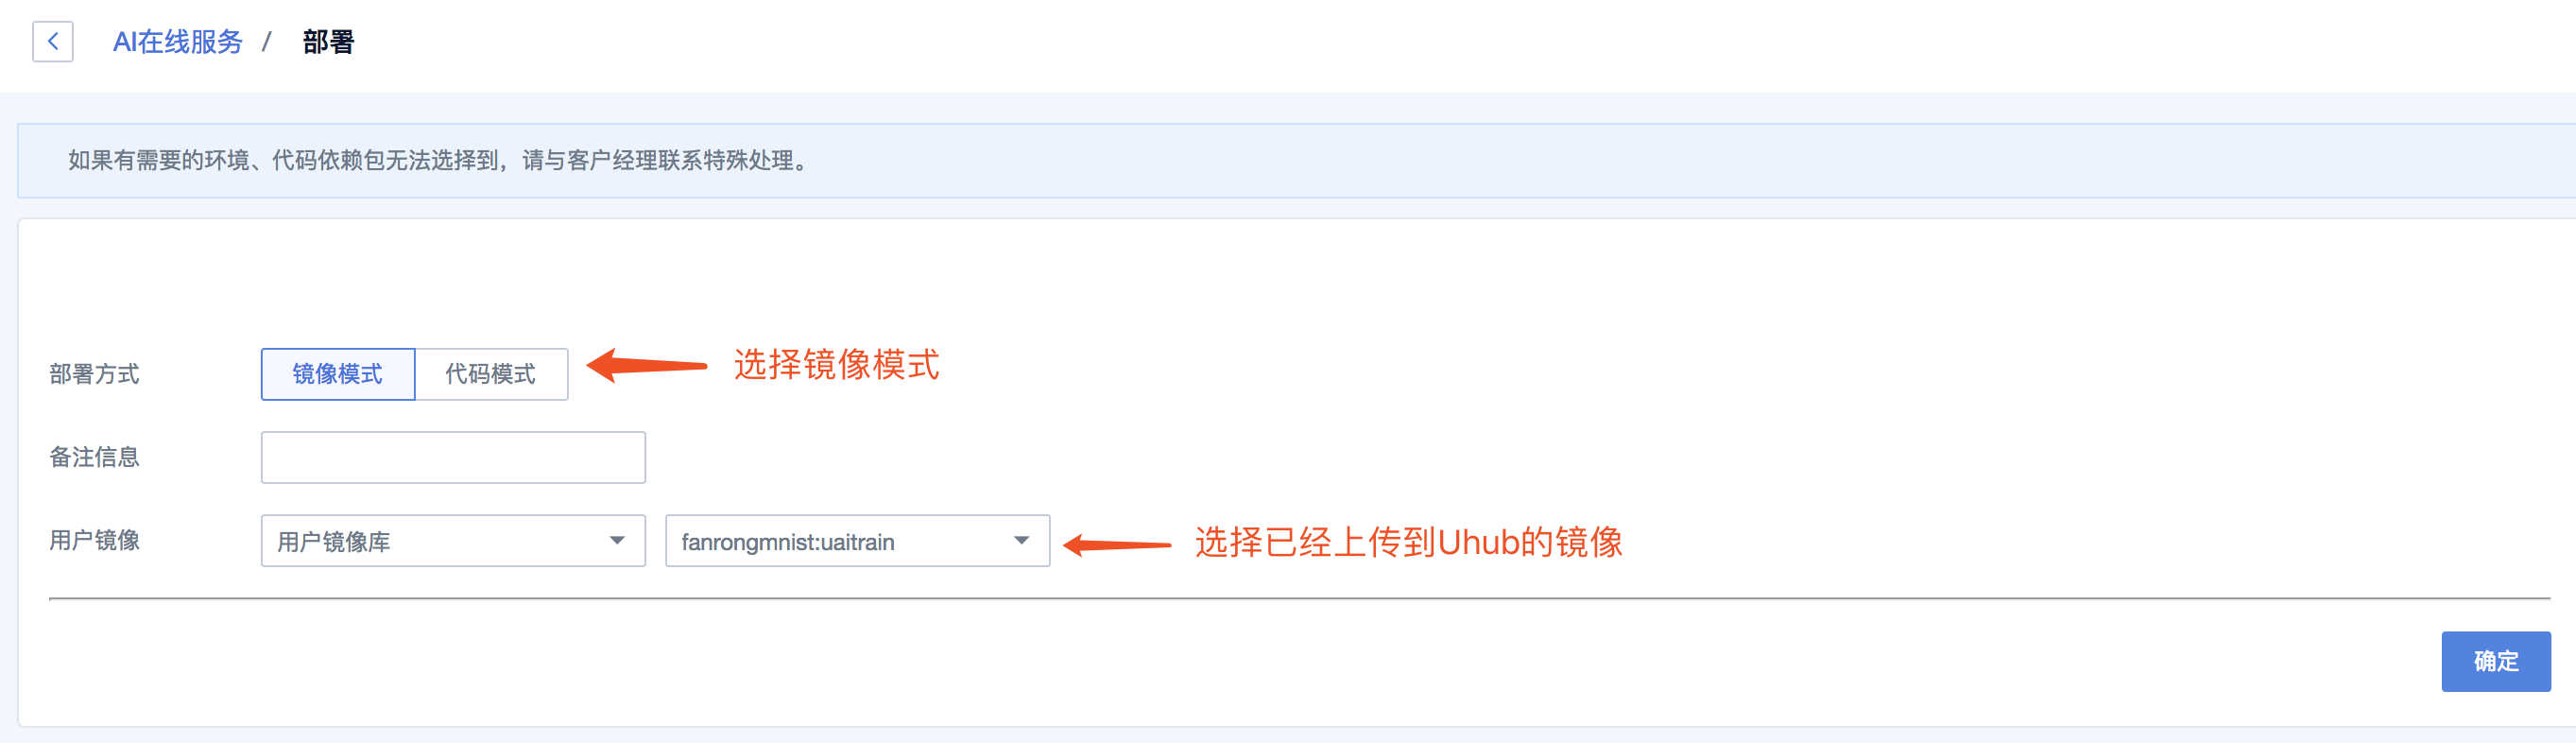 AI在线服务 / 部署
如果有需要的环境、代码依赖包无法选择到，请与客户经理联系特殊处理。
部署方式 镜像模式 代码模式 选择镜像模式
备注信息
用户镜像 用户镜像库 fanrongmnist:uaitrain 选择已经上传到Uhub的镜像
确定